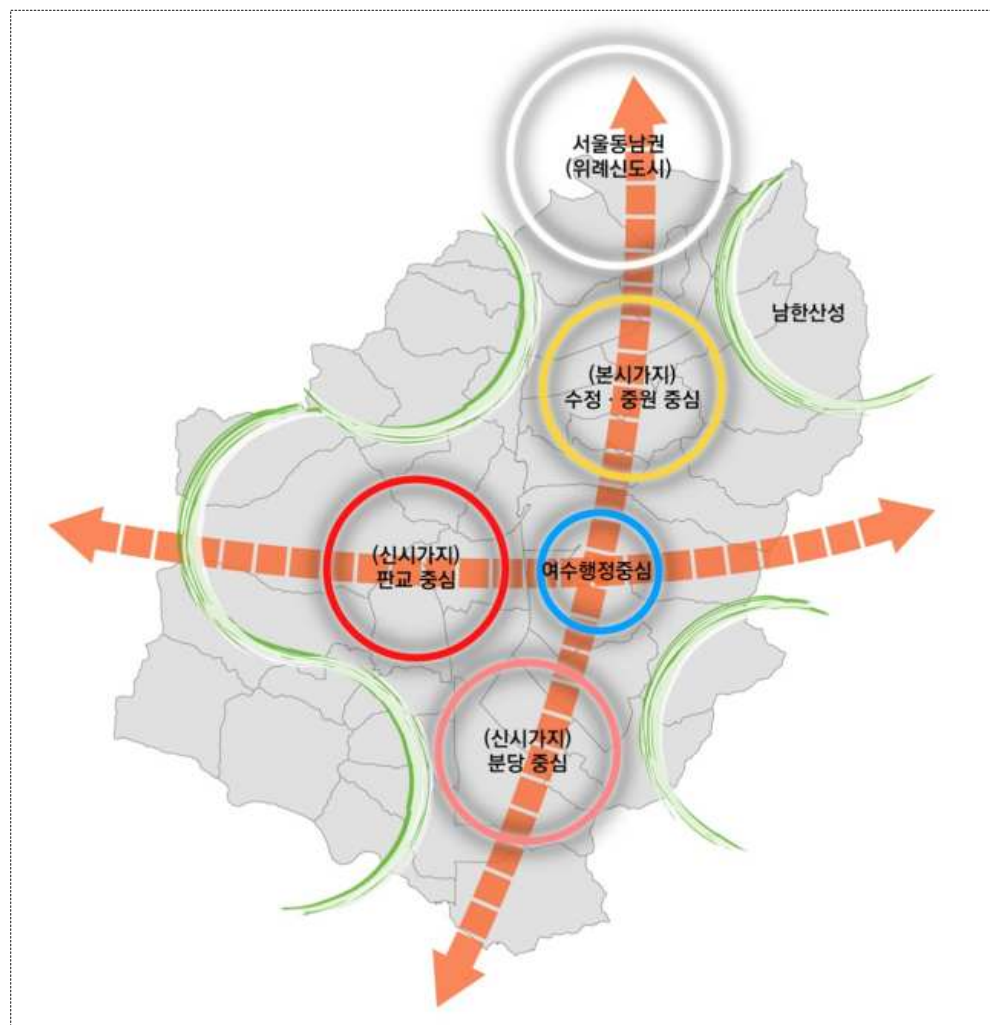 서울동남권
(위례신도시)
남한산성
(본시가지)
수정 · 중원 중심
(신시가지)
판교 중심
여수행정중심
(신시가지)
분당 중심